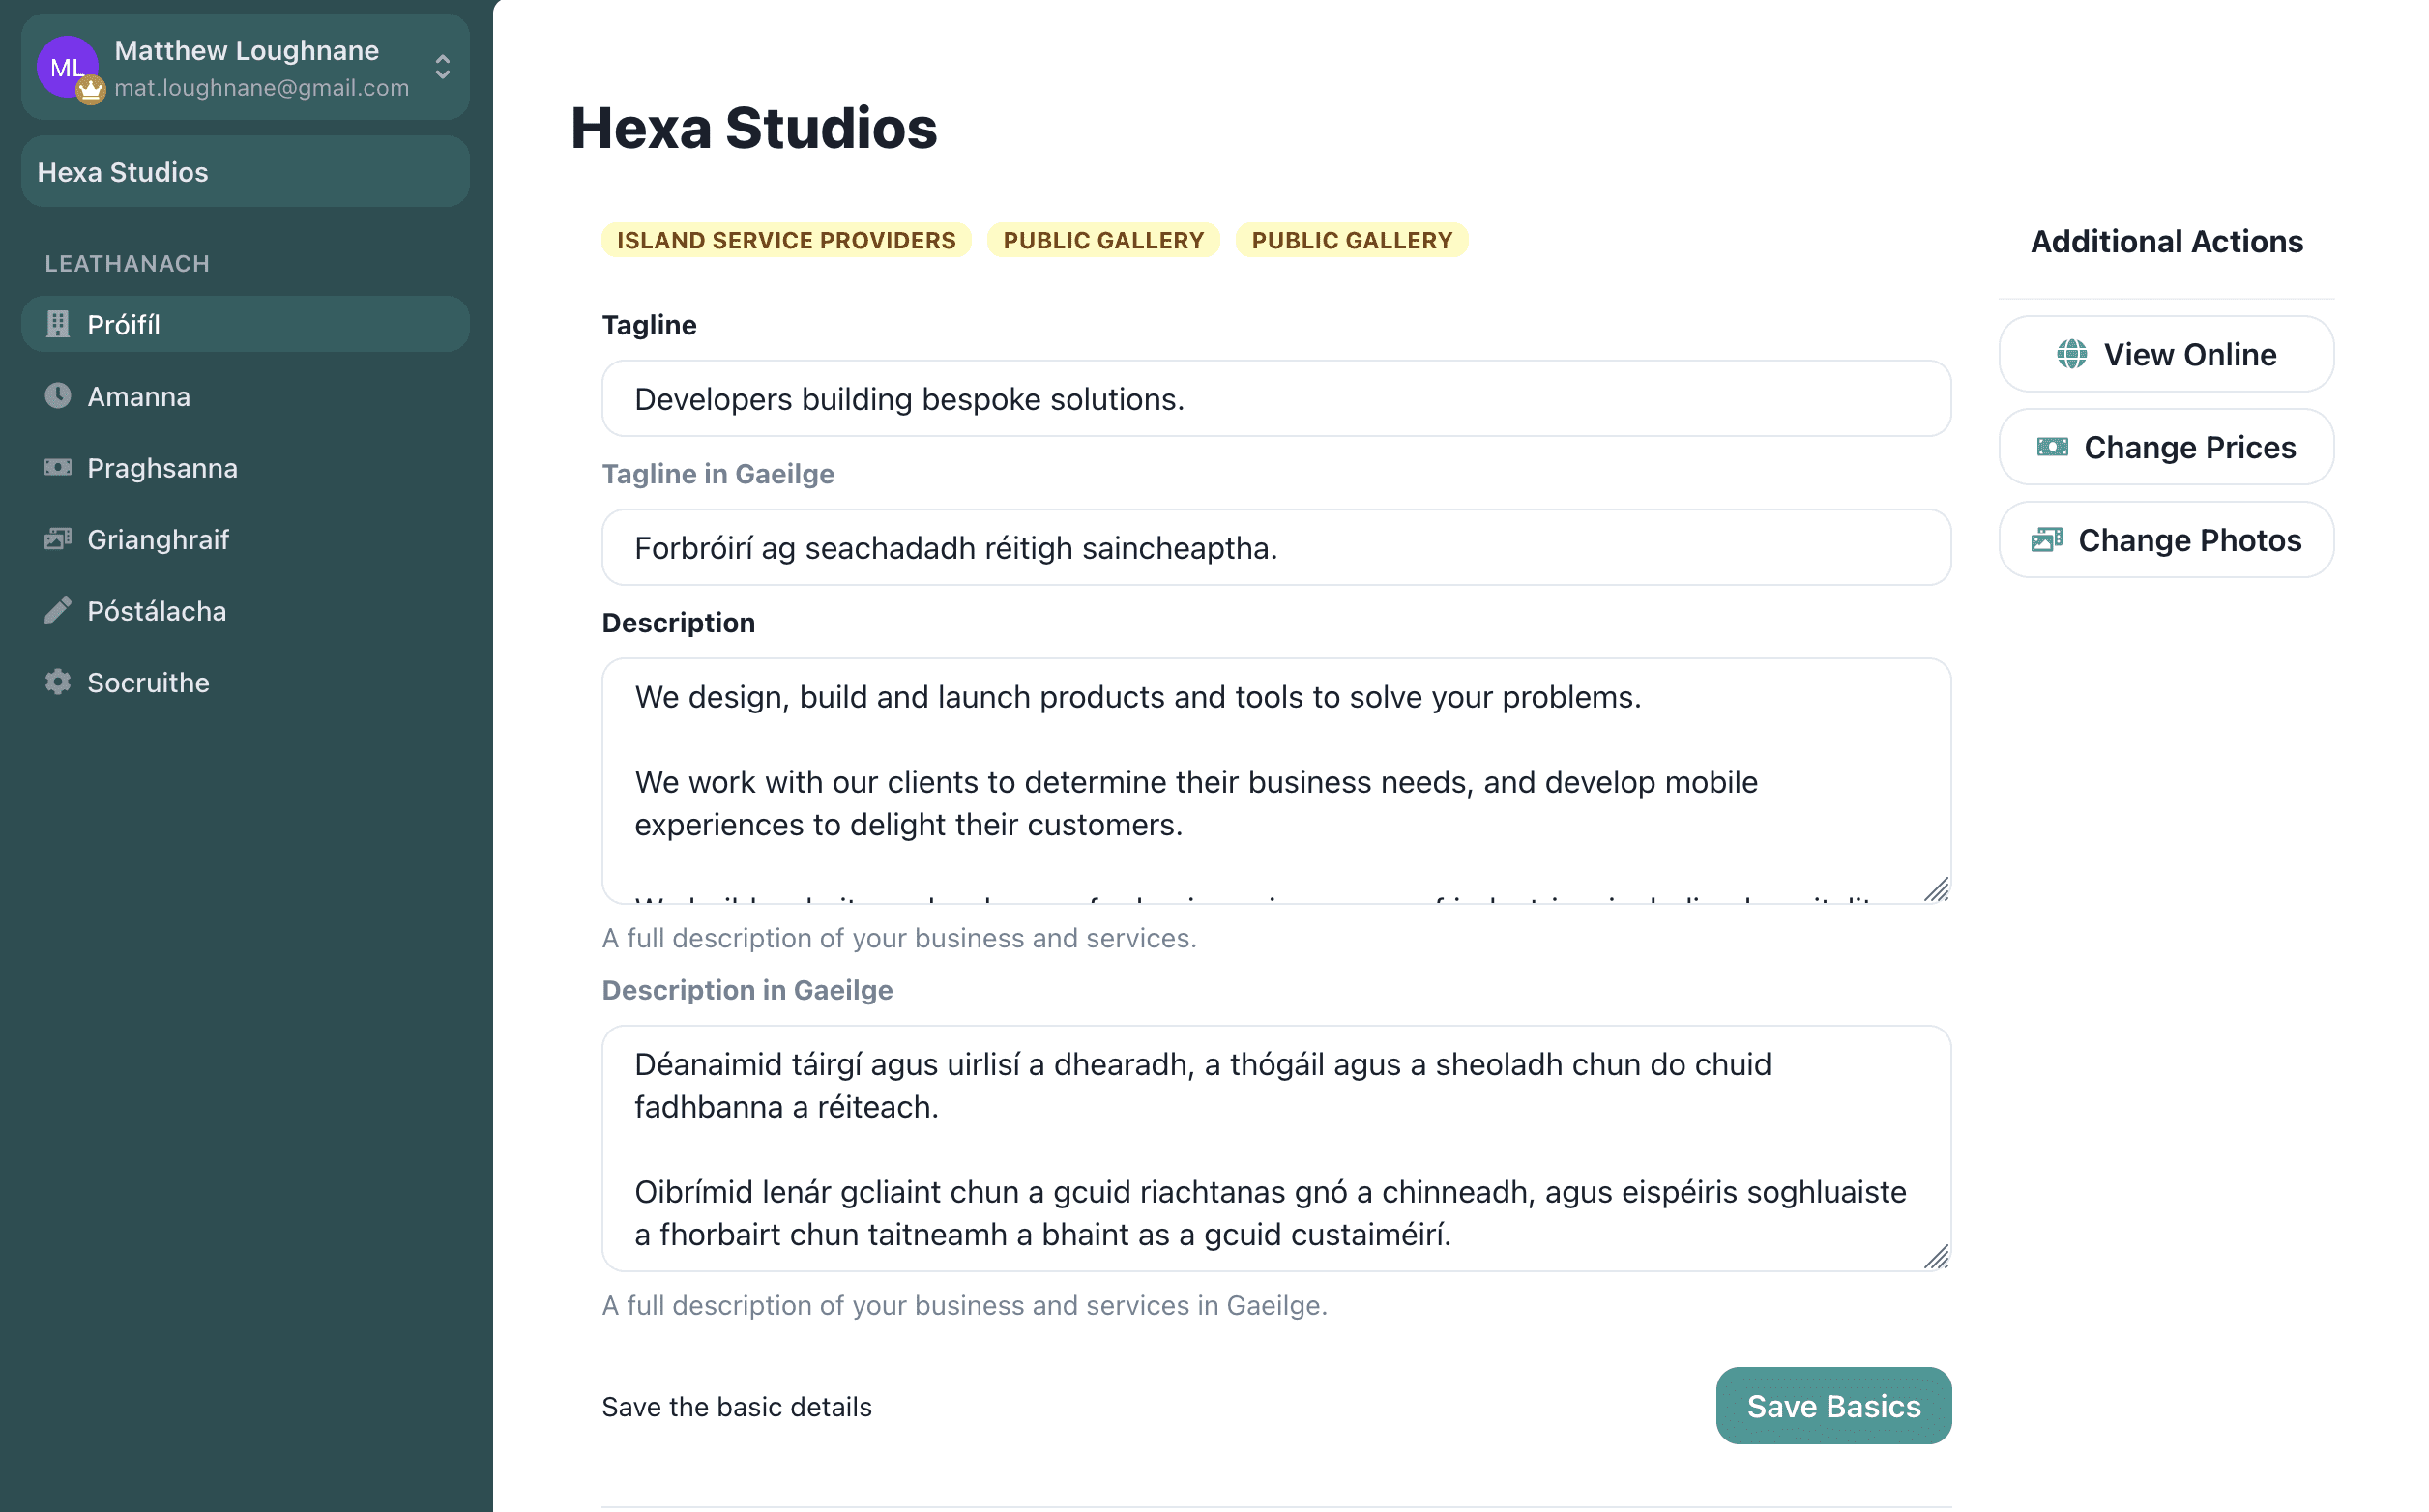 ML
Matthew Loughnane
mat.loughnane@gmail.com
Hexa Studios
LEATHANACH
Próifíl
Amanna
Praghsanna
Grianghraif
Póstálacha
Socruithe
Hexa Studios
ISLAND SERVICE PROVIDERS PUBLIC GALLERY PUBLIC GALLERY
Tagline
Developers building bespoke solutions.
Tagline in Gaeilge
Forbróirí ag seachadadh réitigh saincheaptha.
Description
We design, build and launch products and tools to solve your problems.
We work with our clients to determine their business needs, and develop mobile
experiences to delight their customers.
A full description of your business and services.
Description in Gaeilge
Déanaimid táirgí agus uirlisí a dhearadh, a thógáil agus a sheoladh chun do chuid
fadhbanna a réiteach.
Oibrímid lenár gcliaint chun a gcuid riachtanas gnó a chinneadh, agus eispéiris soghluaiste
a fhorbairt chun taitneamh a bhaint as a gcuid custaiméirí.
A full description of your business and services in Gaeilge.
Save the basic details
Save Basics
Additional Actions
View Online
Change Prices
Change Photos